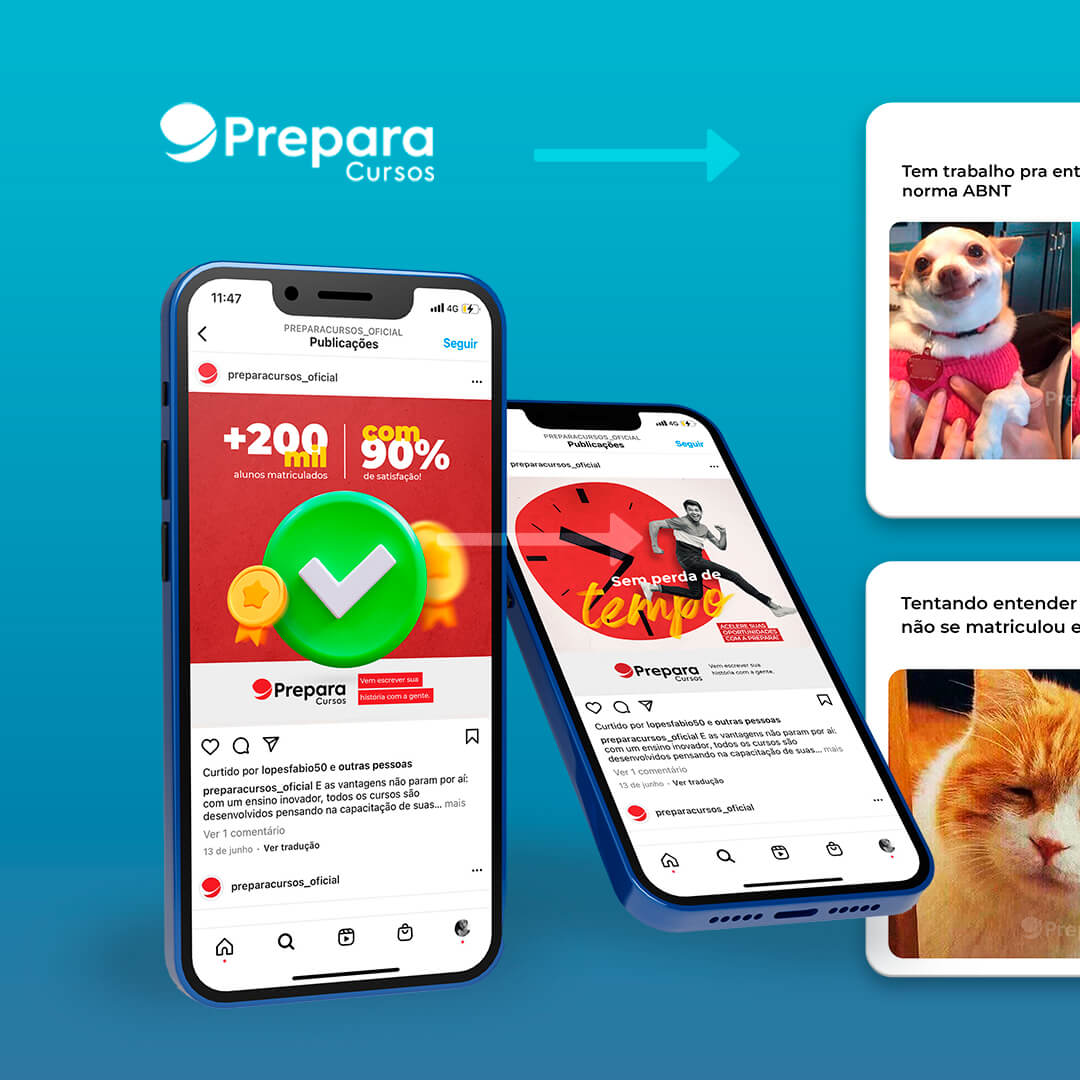 Prepara
Cursos
Tem trabalho pra ent
norma ABNT
11:47
4G
PREPARACURSOS_OFICIAL
Publicações
Seguir
preparacursos_oficial
+200
mil
alunos matriculados
com
90%
de satisfação!
Prepara
Cursos
Vem escrever sua
história com a gente.
Curtido por lopesfabio50 e outras pessoas
preparacursos_oficial E as vantagens não param por aí:
com um ensino inovador, todos os cursos são
desenvolvidos pensando na capacitação de suas... mais
Ver 1 comentário
13 de junho · Ver tradução
preparacursos_oficial
4G
PREPARACURSOS_OFICIAL
Publicações
Seguir
preparacursos_oficial
Sem perda de
tempo
ACELERE SUAS
OPORTUNIDADES
COM A PREPARA!
Prepara
Cursos
Vem escrever sua
história com a gente.
Curtido por lopesfabio50 e outras pessoas
preparacursos_oficial E as vantagens não param por aí:
com um ensino inovador, todos os cursos são
desenvolvidos pensando na capacitação de suas... mais
Ver 1 comentário
13 de junho · Ver tradução
preparacursos_oficial
Pre
Tentando entender
não se matriculou e
Pre